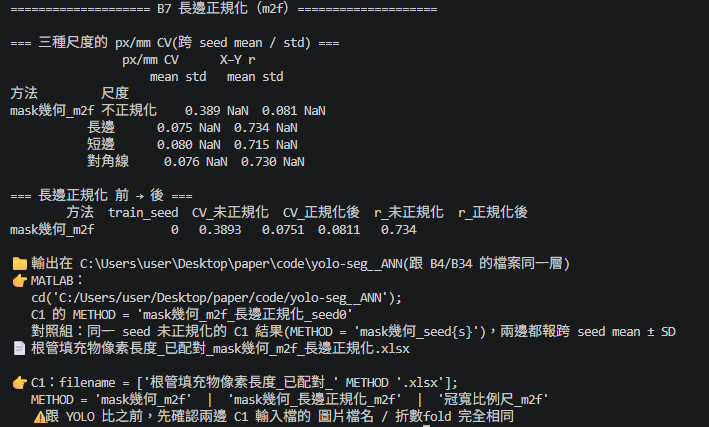 ==================== B7 長邊正規化（m2f）====================
=== 三種尺度的 px/mm CV(跨 seed mean / std) ===
px/mm CV X–Y r
mean std mean std
方法 尺度
mask幾何_m2f 不正規化 0.389 NaN 0.081 NaN
長邊 0.075 NaN 0.734 NaN
短邊 0.080 NaN 0.715 NaN
對角線 0.076 NaN 0.730 NaN
=== 長邊正規化 前 → 後 ===
方法 train_seed CV_未正規化 CV_正規化後 r_未正規化 r_正規化後
mask幾何_m2f 0 0.3893 0.0751 0.0811 0.734
📁 輸出在 C:\Users\user\Desktop\paper\code\yolo-seg__ANN(跟 B4/B34 的檔案同一層)
👉 MATLAB：
cd('C:/Users/user/Desktop/paper/code/yolo-seg__ANN');
C1 的 METHOD = 'mask幾何_m2f_長邊正規化_seed0'
對照組：同一 seed 未正規化的 C1 結果(METHOD = 'mask幾何_seed{s}')，兩邊都報跨 seed mean ± SD
📄 根管填充物像素長度_已配對_mask幾何_m2f_長邊正規化.xlsx
👉 C1：filename = ['根管填充物像素長度_已配對_' METHOD '.xlsx'];
METHOD = 'mask幾何_m2f' | 'mask幾何_長邊正規化_m2f' | '冠寬比例尺_m2f'
⚠️跟 YOLO 比之前，先確認兩邊 C1 輸入檔的 圖片檔名 / 折數fold 完全相同